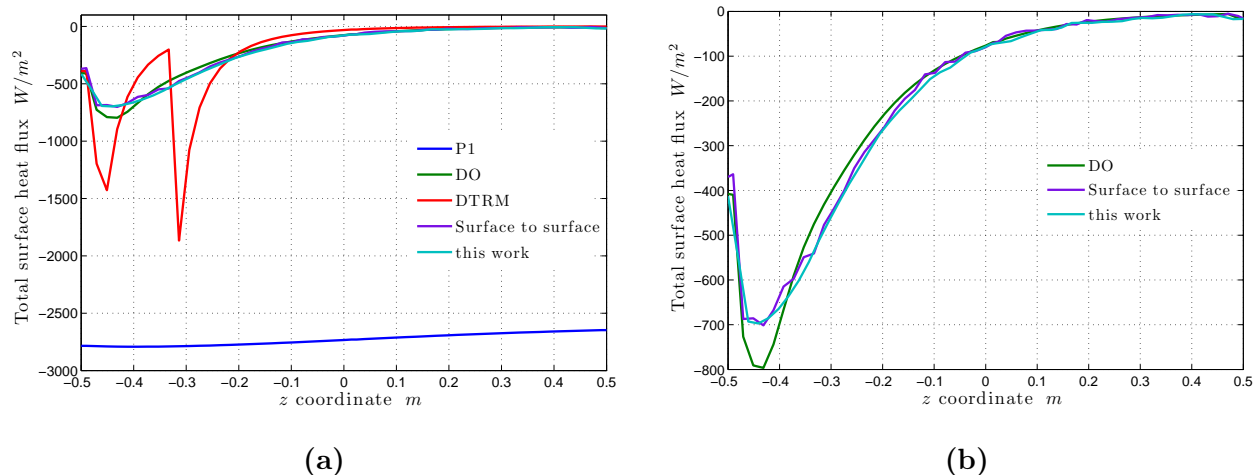 0
−500
−1000
−1500
−2000
−2500
−3000
Total surface heat flux W/m²
P1
DO
DTRM
Surface to surface
this work
−0.5 −0.4 −0.3 −0.2 −0.1 0 0.1 0.2 0.3 0.4 0.5
z coordinate m
(a)
0
−100
−200
−300
−400
−500
−600
−700
−800
Total surface heat flux W/m²
DO
Surface to surface
this work
−0.5 −0.4 −0.3 −0.2 −0.1 0 0.1 0.2 0.3 0.4 0.5
z coordinate m
(b)